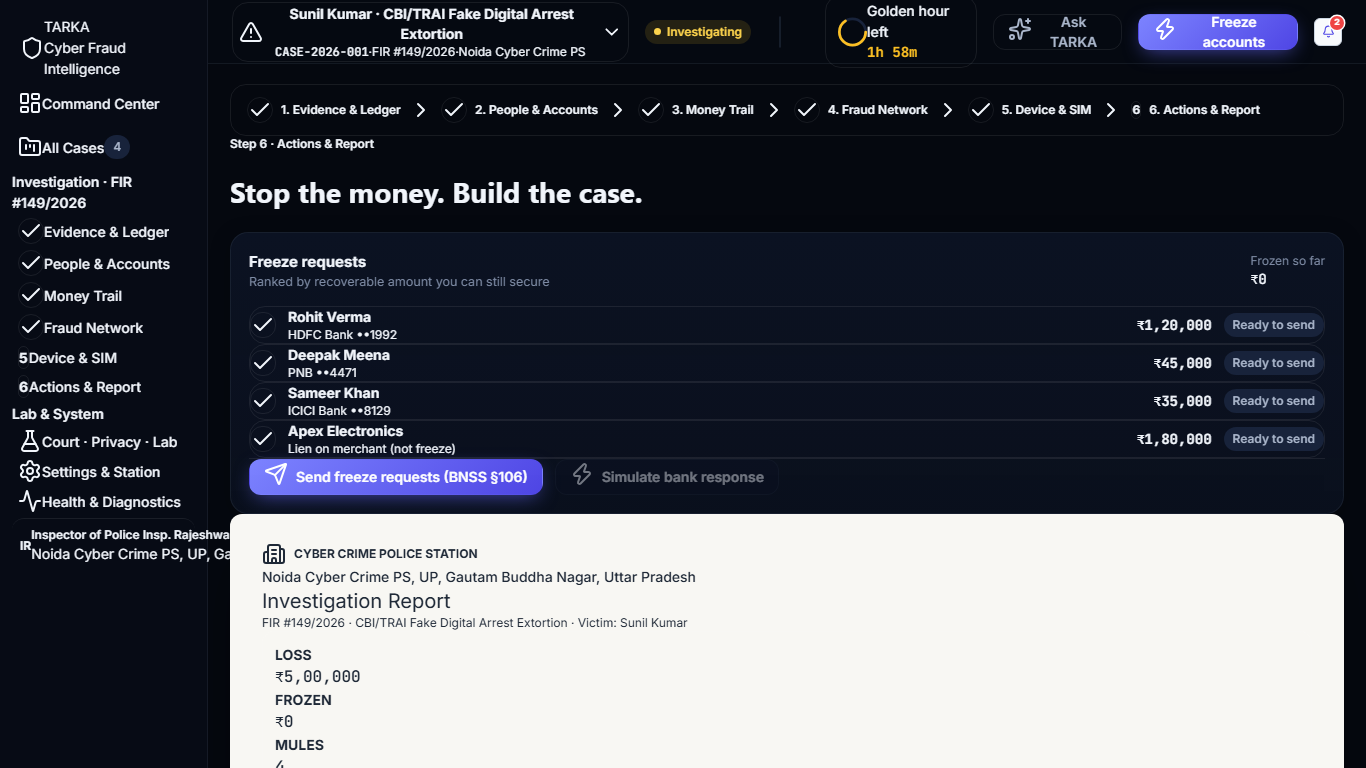 TARKA
Cyber Fraud
Intelligence
Command Center
All Cases 4
Investigation · FIR
#149/2026
Evidence & Ledger
People & Accounts
Money Trail
Fraud Network
5 Device & SIM
6 Actions & Report
Lab & System
Court · Privacy · Lab
Settings & Station
Health & Diagnostics
IR
Inspector of Police Insp. Rajeshwa
Noida Cyber Crime PS, UP, Ga
Sunil Kumar · CBI/TRAI Fake Digital Arrest
Extortion
CASE-2026-001·FIR #149/2026·Noida Cyber Crime PS
Investigating
Golden hour
left
1h 58m
Ask
TARKA
Freeze
accounts
2
1. Evidence & Ledger
2. People & Accounts
3. Money Trail
4. Fraud Network
5. Device & SIM
6 6. Actions & Report
Step 6 · Actions & Report
Stop the money. Build the case.
Freeze requests
Ranked by recoverable amount you can still secure
Frozen so far
₹0
Rohit Verma
HDFC Bank ••1992
₹1,20,000 Ready to send
Deepak Meena
PNB ••4471
₹45,000 Ready to send
Sameer Khan
ICICI Bank ••8129
₹35,000 Ready to send
Apex Electronics
Lien on merchant (not freeze)
₹1,80,000 Ready to send
Send freeze requests (BNSS §106)
Simulate bank response
CYBER CRIME POLICE STATION
Noida Cyber Crime PS, UP, Gautam Buddha Nagar, Uttar Pradesh
Investigation Report
FIR #149/2026 · CBI/TRAI Fake Digital Arrest Extortion · Victim: Sunil Kumar
LOSS
₹5,00,000
FROZEN
₹0
MULES
4